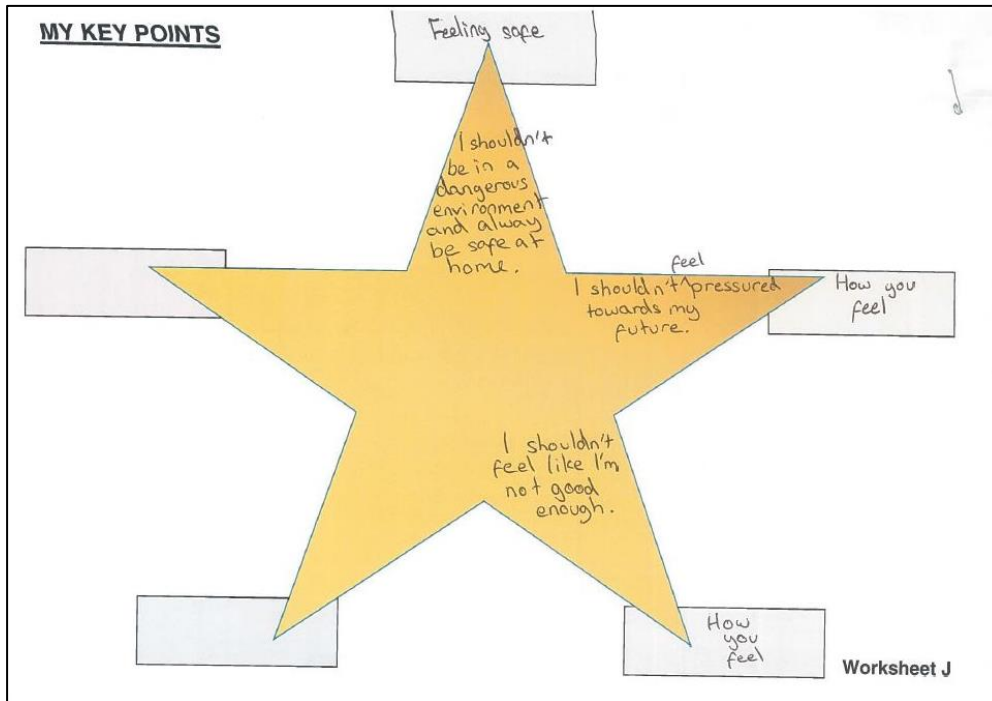 MY KEY POINTS
Feeling safe
I shouldn't
be in a
dangerous
environment
and alway
be safe at
home.
feel
I shouldn't ^pressured
towards my
future.
How you
feel
I shouldn't
feel like I'm
not good
enough.
How
you
feel
Worksheet J